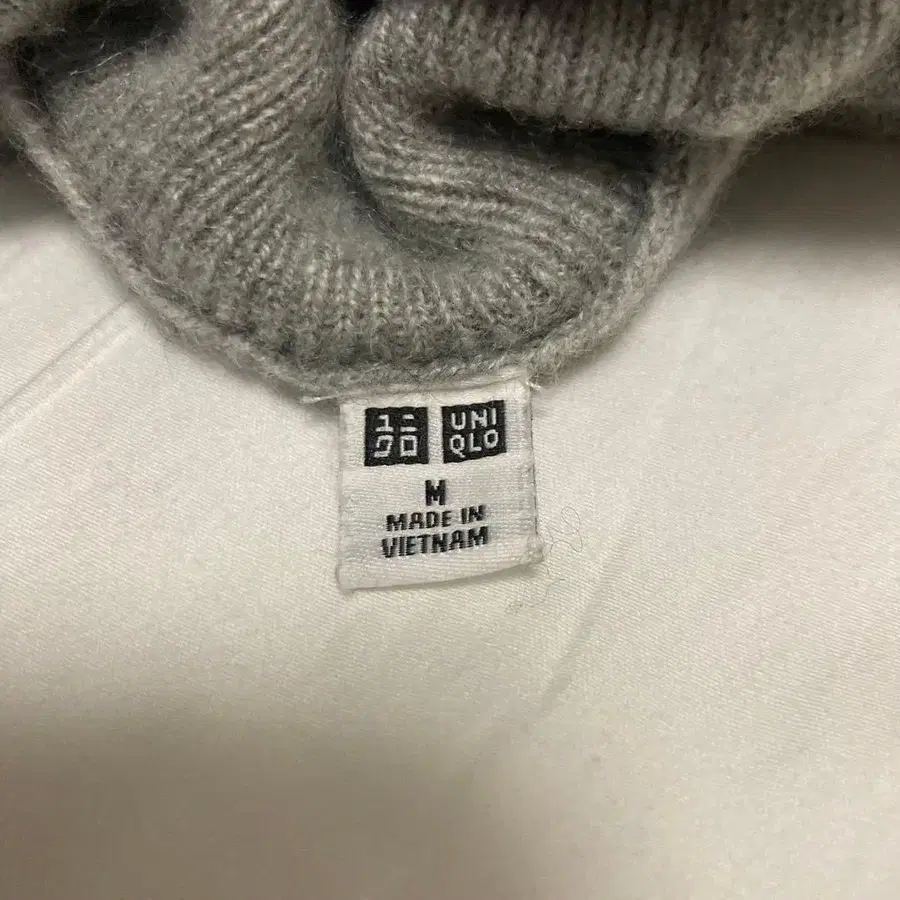 ユニ UNI
クロ QLO
M
MADE IN
VIETNAM